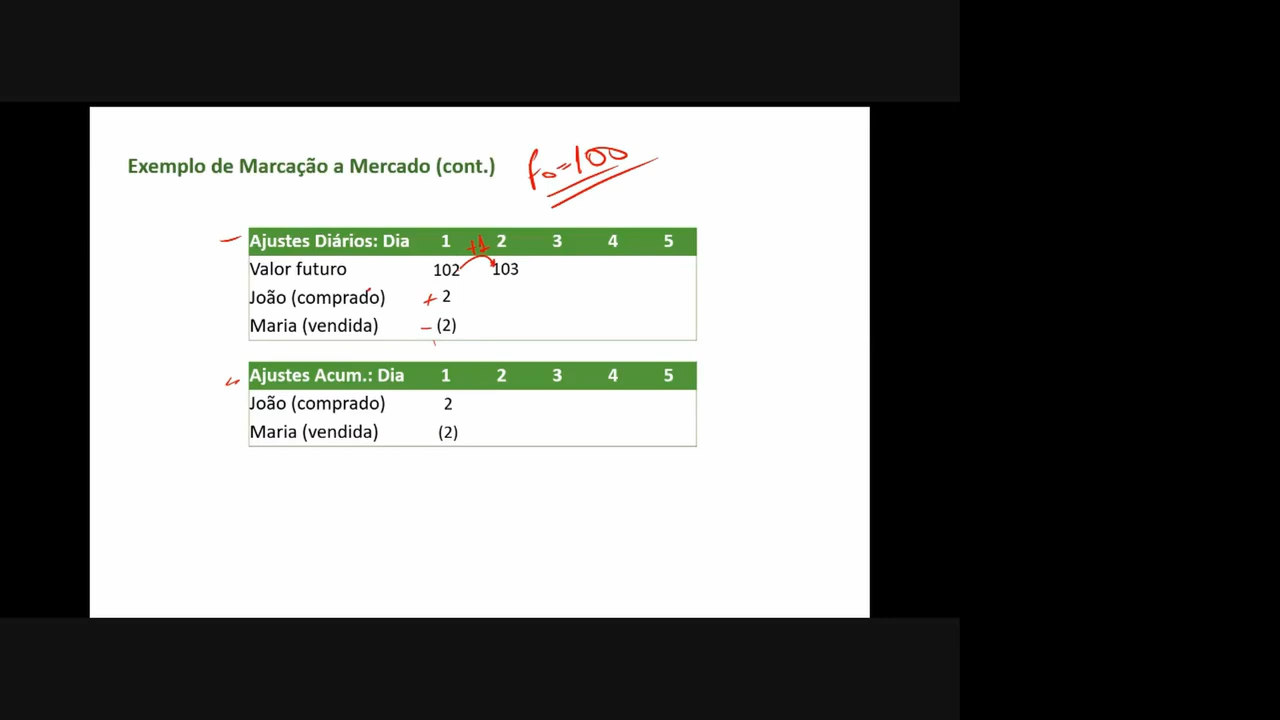 Exemplo de Marcação a Mercado (cont.) f₀=100
Ajustes Diários: Dia 1 +1 2 3 4 5
Valor futuro 102 103
João (comprado) + 2
Maria (vendida) - (2)
Ajustes Acum.: Dia 1 2 3 4 5
João (comprado) 2
Maria (vendida) (2)